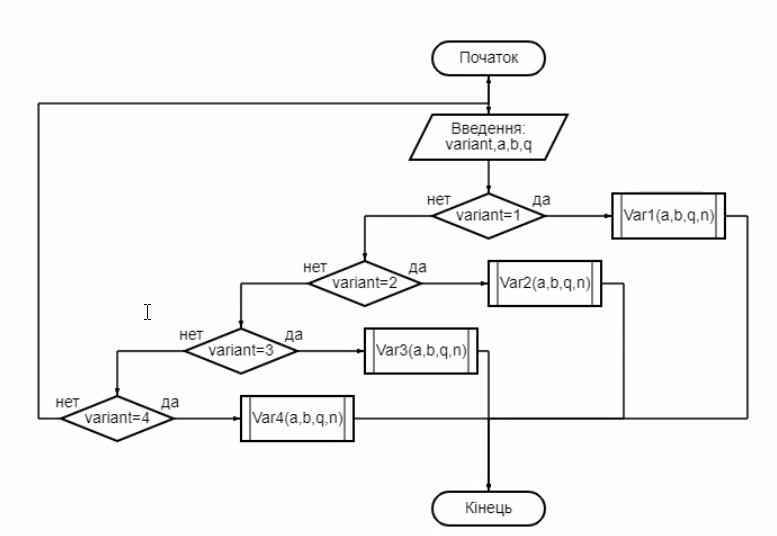 Початок
Введення:
variant,a,b,q
нет
variant=1
да
Var1(a,b,q,n)
нет
variant=2
да
Var2(a,b,q,n)
нет
variant=3
да
Var3(a,b,q,n)
нет
variant=4
да
Var4(a,b,q,n)
Кінець